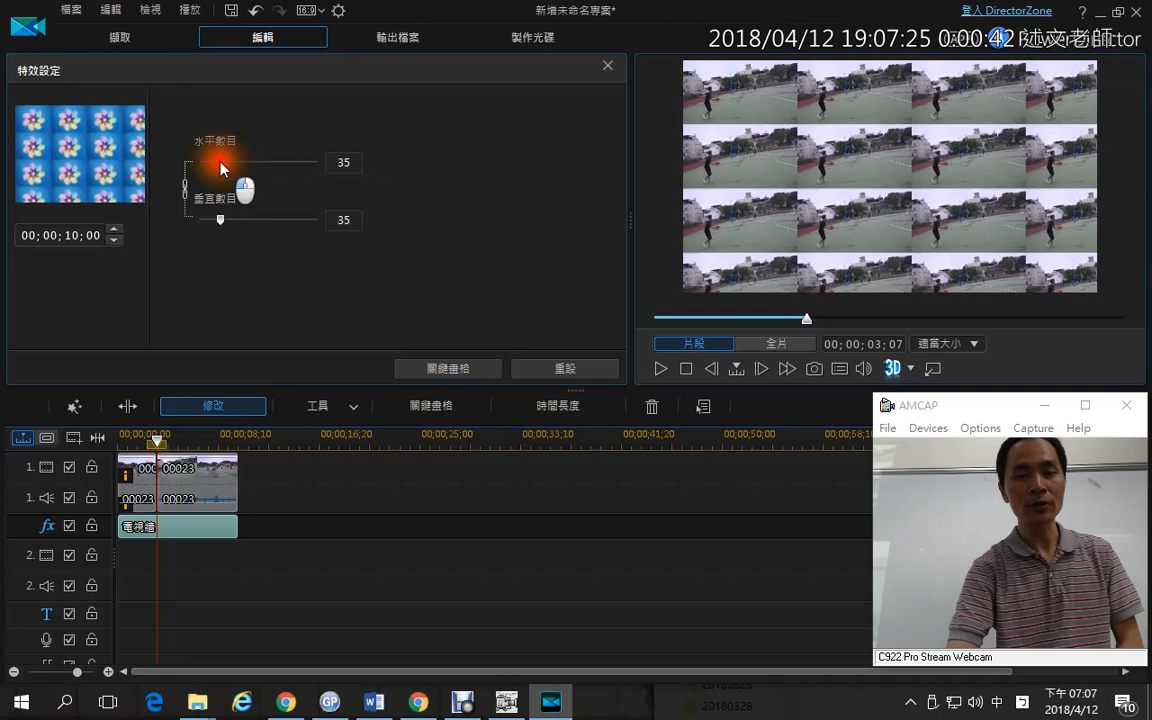 檔案 編輯 檢視 播放
16:9
新增未命名專案*
登入 DirectorZone
擷取 編輯 輸出檔案 製作光碟
2018/04/12 19:07:25 0:00:42 述文老師
特效設定
水平數目
35
垂直數目
35
00;00;10;00
關鍵畫格 重設
片段 全片 00;00;03;07 適當大小
3D
修改 工具 關鍵畫格 時間長度
00;00;00;00 00;00;08;10 00;00;16;20 00;00;25;00 00;00;33;10 00;00;41;20 00;00;50;00 00;00;58;10
1. 000 00023
1. 00023 00023
fx 電視牆
2.
2.
T
AMCAP
File Devices Options Capture Help
C922 Pro Stream Webcam
20180328
中
下午 07:07
2018/4/12
10